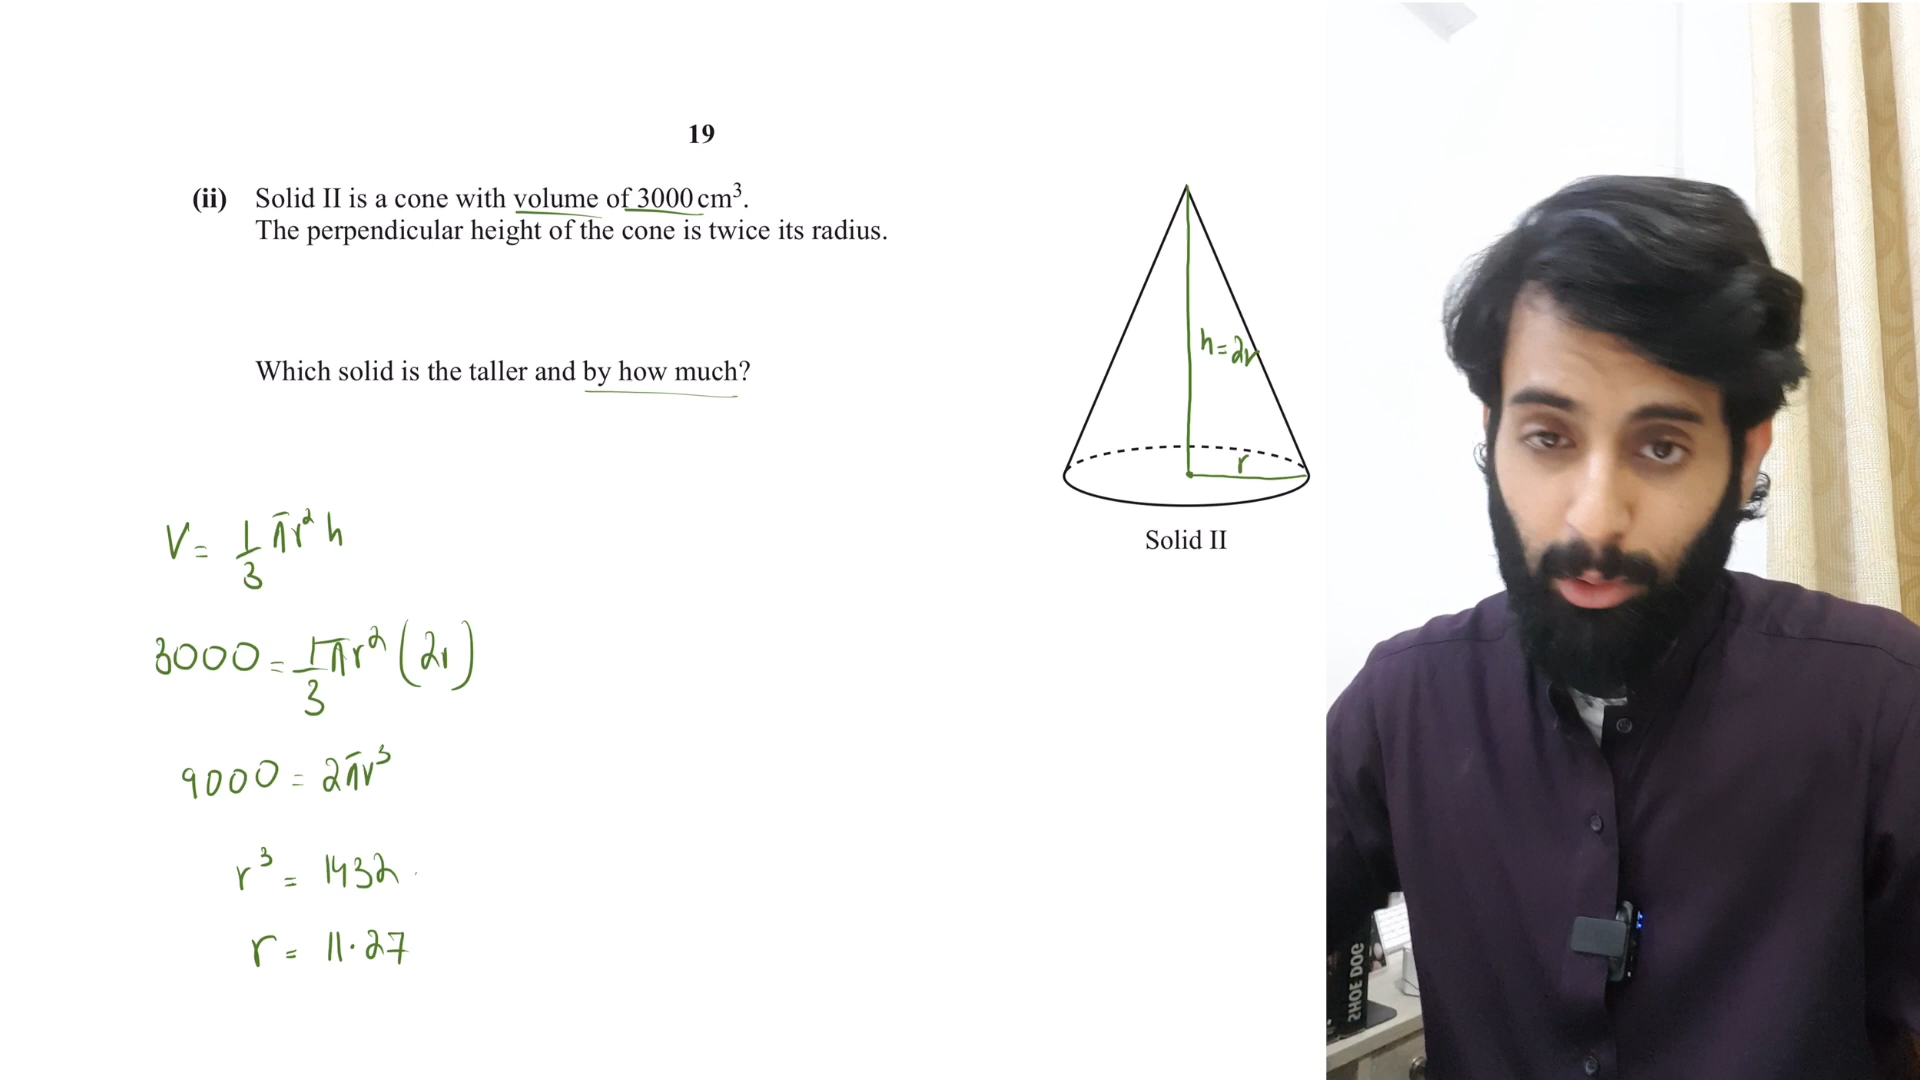 19
(ii) Solid II is a cone with volume of 3000 cm³.
The perpendicular height of the cone is twice its radius.
Which solid is the taller and by how much?
h=2r
r
Solid II
V = 1/3 πr² h
3000 = 1/3 πr² (2r)
9000 = 2πr³
r³ = 1432
r = 11.27
SHOE DOG